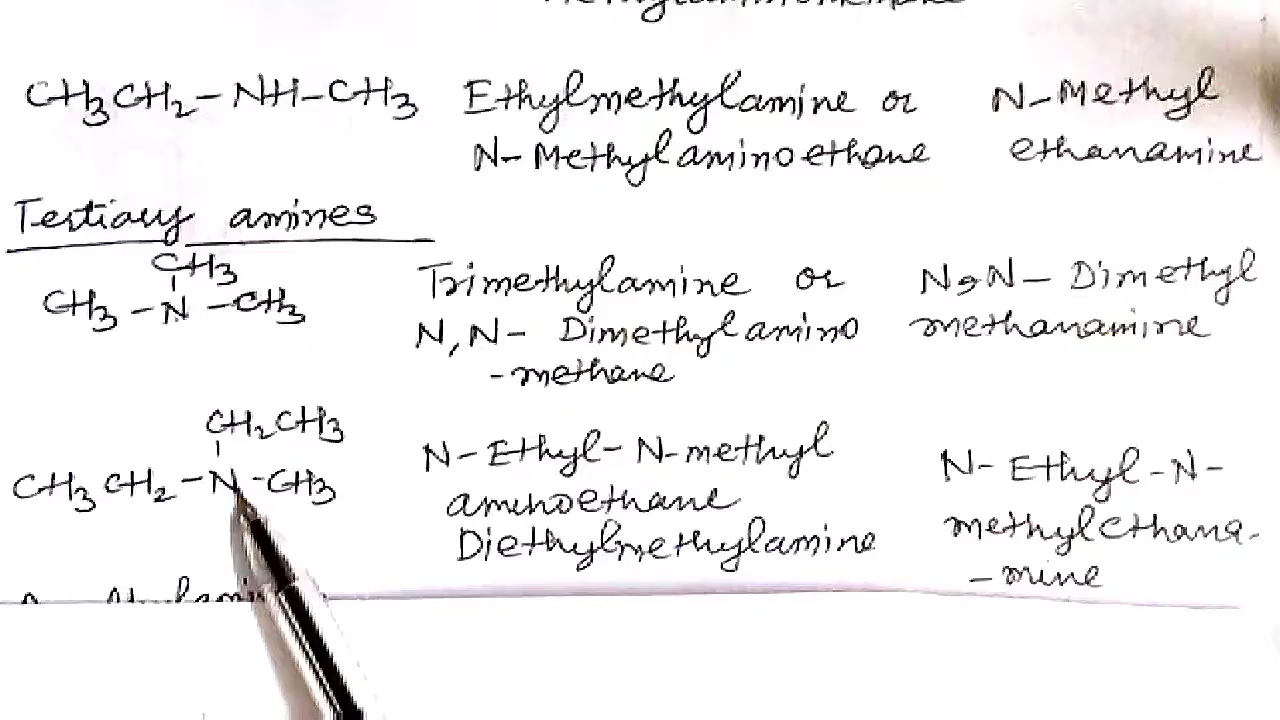 CH3CH2-NH-CH3 Ethylmethylamine or N-Methyl
N-Methylaminoethane ethanamine
Tertiary amines
CH3
CH3-N-CH3 Trimethylamine or N,N-Dimethyl
N,N-Dimethylamino methanamine
-methane
CH2CH3
CH3CH2-N-CH3 N-Ethyl-N-methyl N-Ethyl-N-
aminoethane methylethana-
Diethylmethylamine -mine